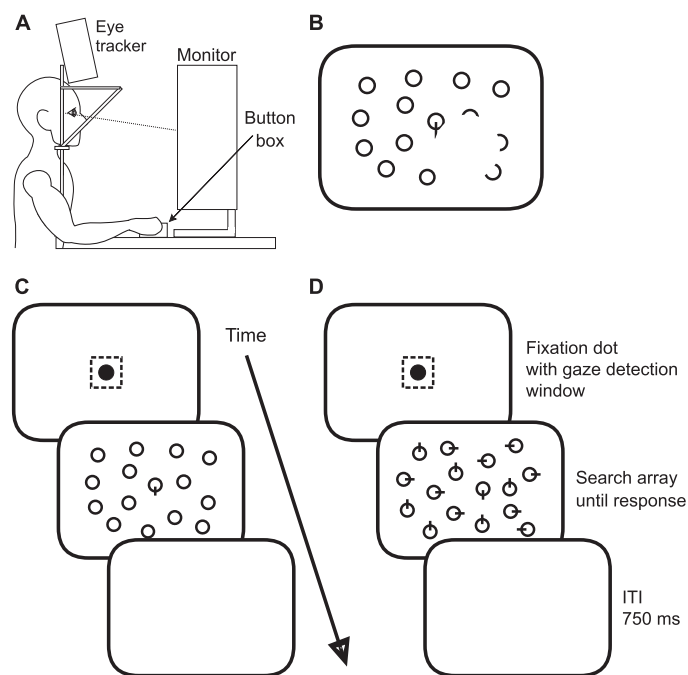 A
Eye
tracker
Monitor
Button
box
B
C
Time
D
Fixation dot
with gaze detection
window
Search array
until response
ITI
750 ms